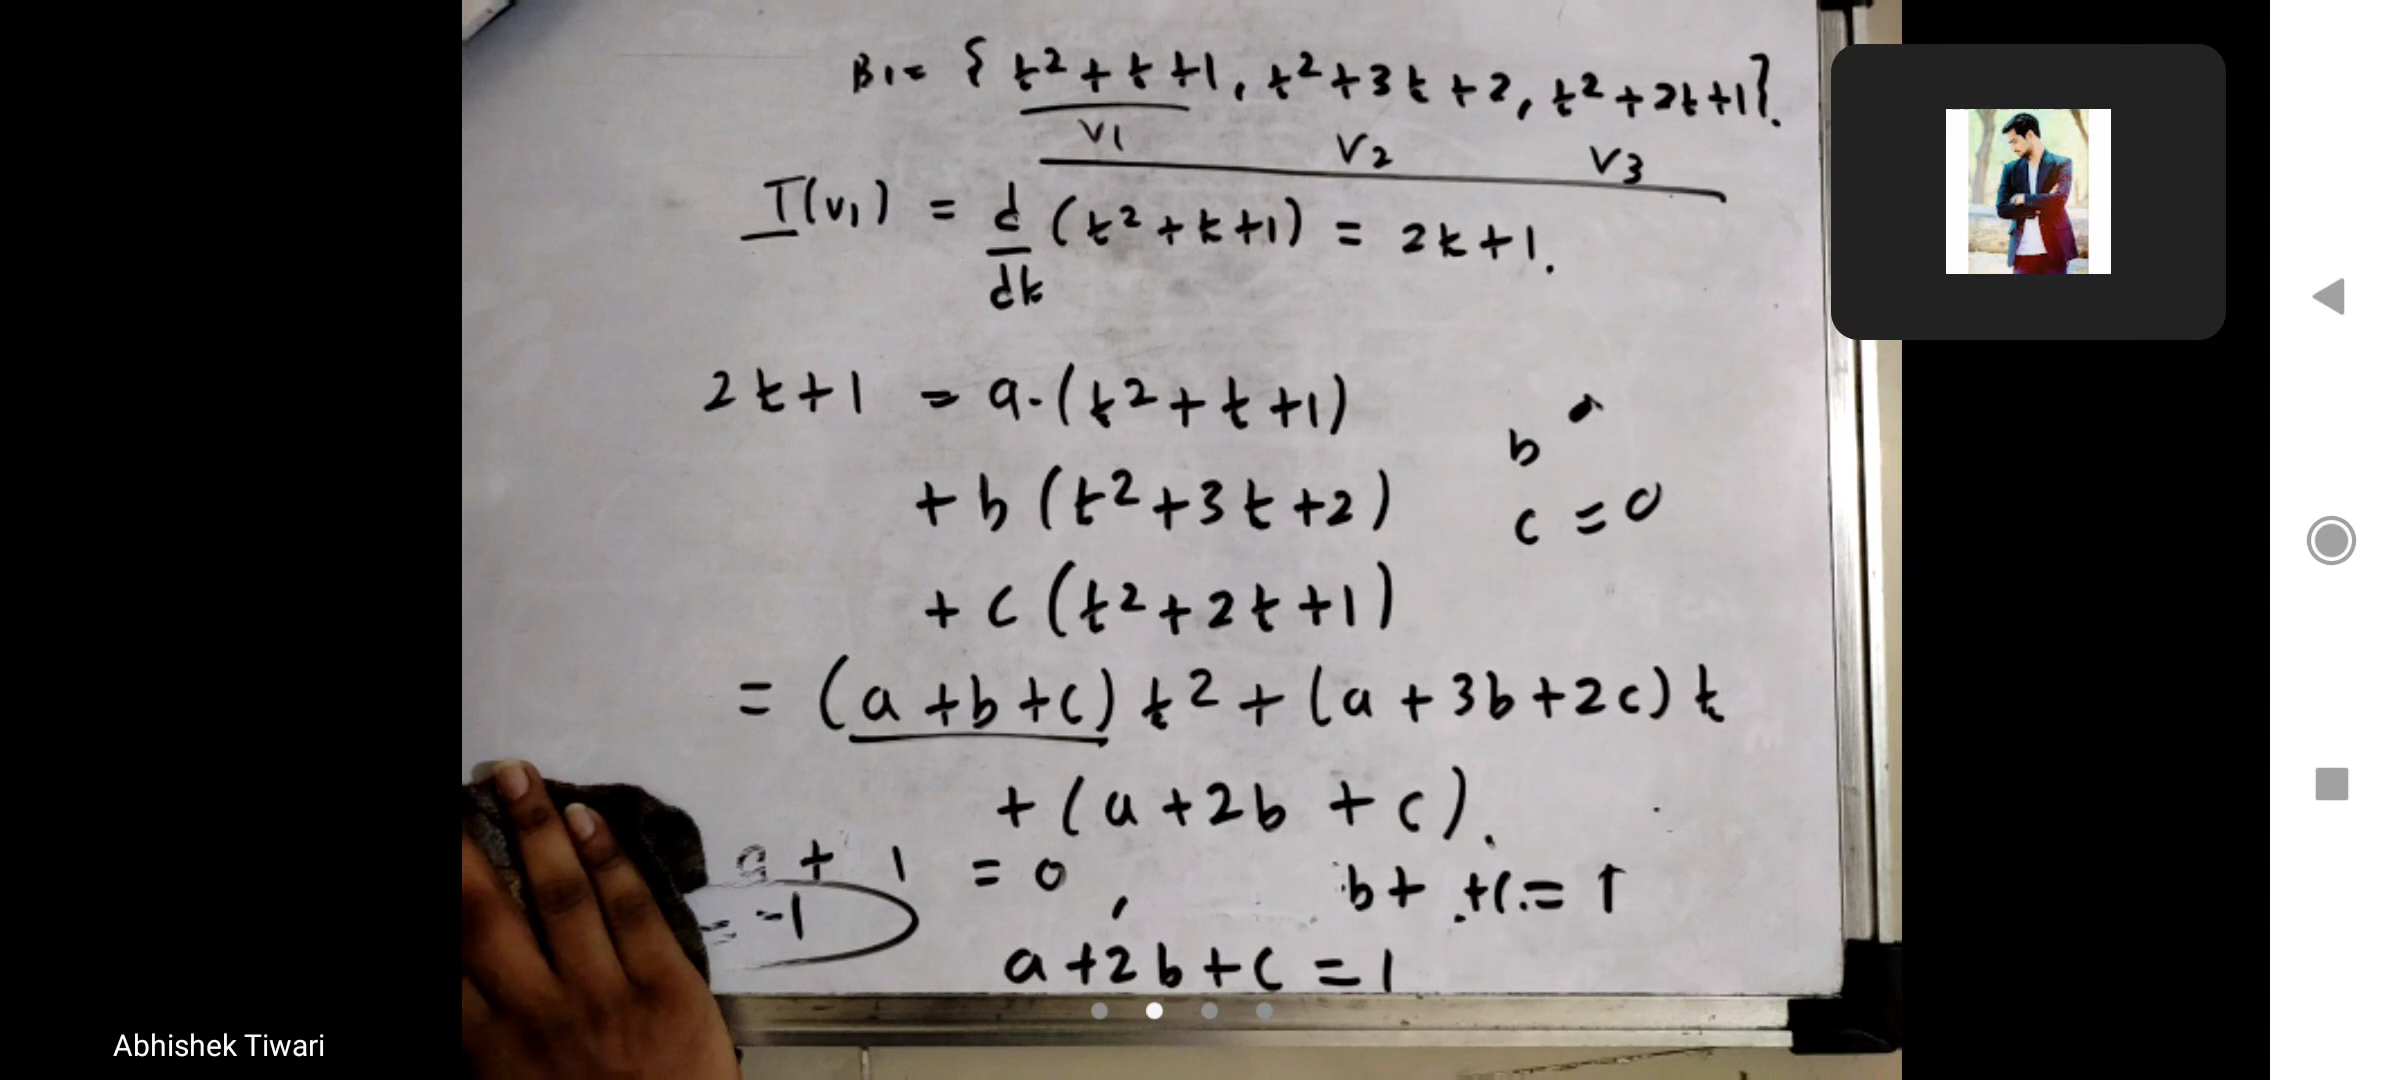 B1= { t² + t +1, t²+3t+2, t²+2t+1}.
v1 v2 v3
T(v1) = d/dt (t²+t+1) = 2t+1.
2t+1 = a.(t²+t+1)
b
+ b (t²+3t+2)
c = 0
+ c (t²+2t+1)
= (a+b+c) t² + (a+3b+2c) t
+ (a+2b + c).
a + 1 = 0, b+ +c = 1
= -1
a+2b+c = 1
Abhishek Tiwari